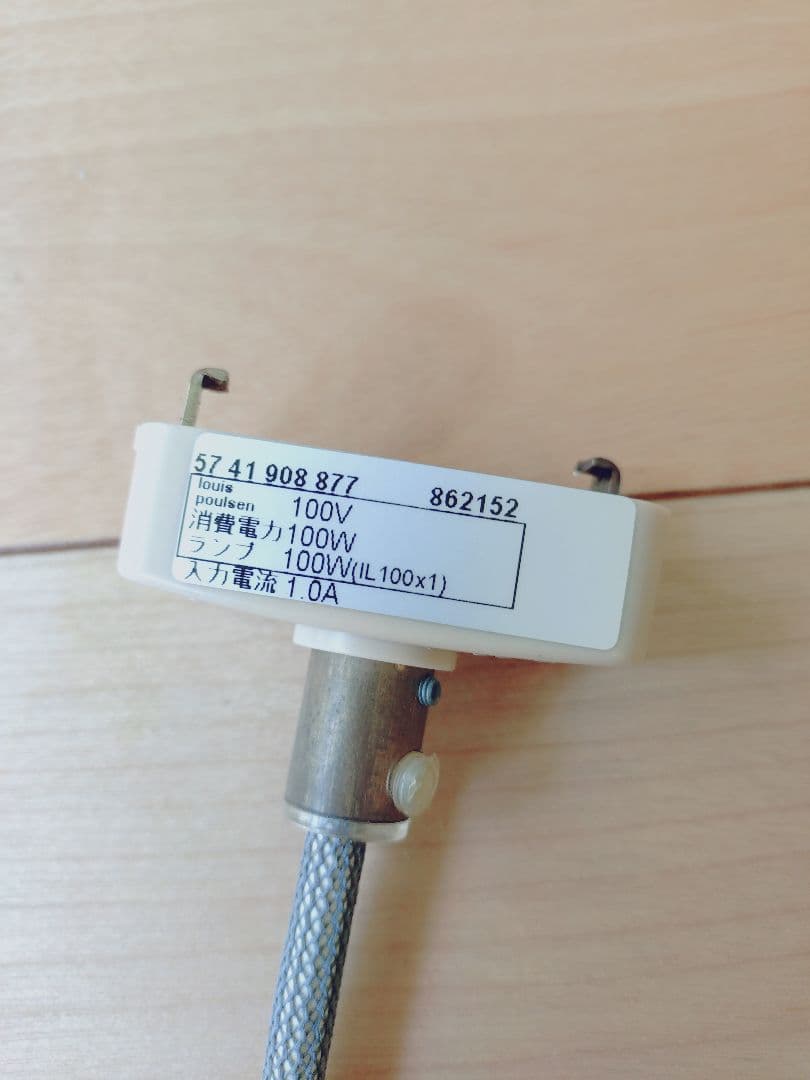 57 41 908 877 862152
louis
poulsen 100V
消費電力100W
ランプ 100W(IL100x1)
入力電流 1.0A